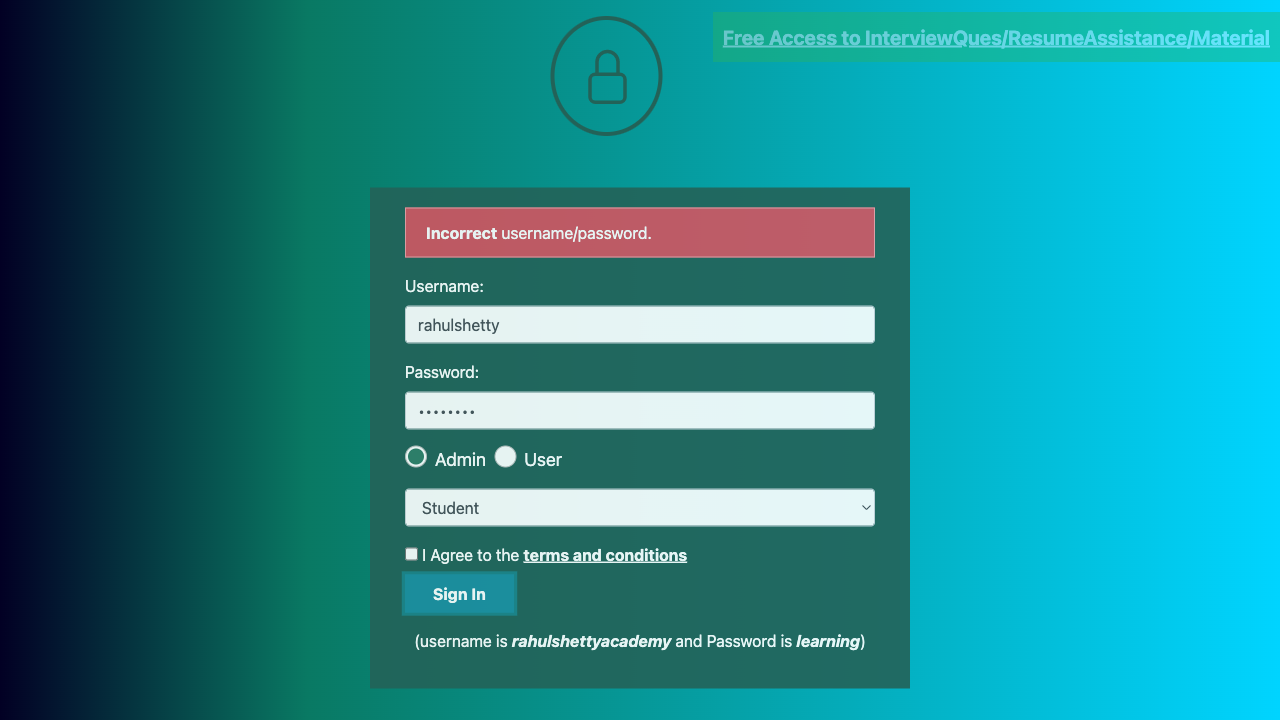 Free Access to InterviewQues/ResumeAssistance/Material
Incorrect username/password.
Username:
rahulshetty
Password:
••••••••
Admin User
Student
I Agree to the terms and conditions
Sign In
(username is rahulshettyacademy and Password is learning)